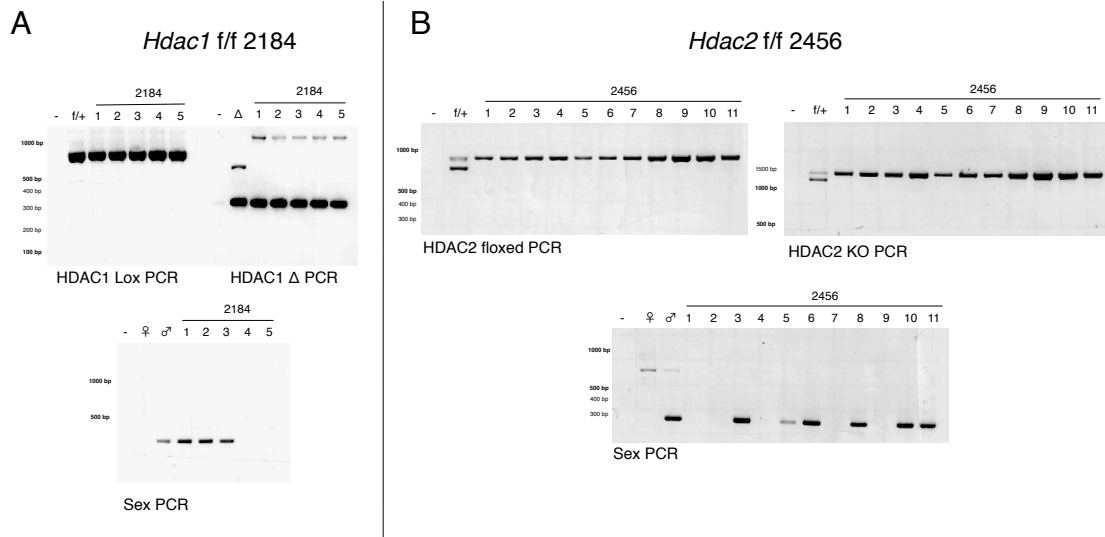 A
Hdac1 f/f 2184
2184
- f/+ 1 2 3 4 5
1000 bp
500 bp
400 bp
300 bp
200 bp
100 bp
HDAC1 Lox PCR
2184
- Δ 1 2 3 4 5
HDAC1 Δ PCR
2184
- ♀ ♂ 1 2 3 4 5
1000 bp
500 bp
Sex PCR
B
Hdac2 f/f 2456
2456
- f/+ 1 2 3 4 5 6 7 8 9 10 11
1000 bp
500 bp
400 bp
300 bp
HDAC2 floxed PCR
2456
- f/+ 1 2 3 4 5 6 7 8 9 10 11
1500 bp
1000 bp
500 bp
HDAC2 KO PCR
2456
- ♀ ♂ 1 2 3 4 5 6 7 8 9 10 11
1000 bp
500 bp
400 bp
300 bp
Sex PCR